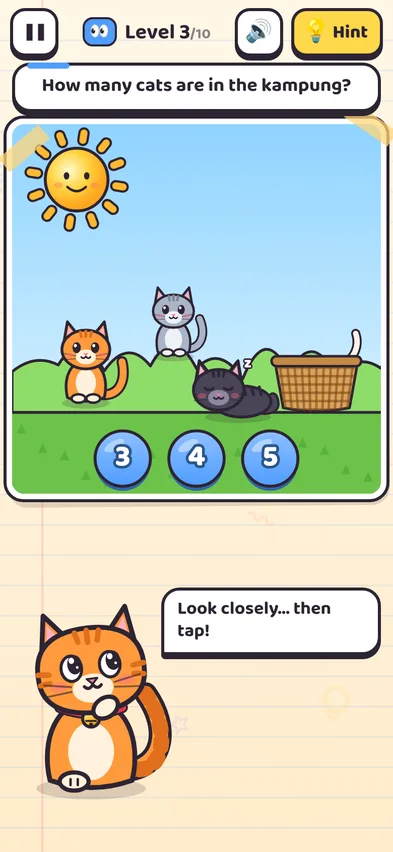 Level 3/10
Hint
How many cats are in the kampung?
z
3
4
5
Look closely... then
tap!